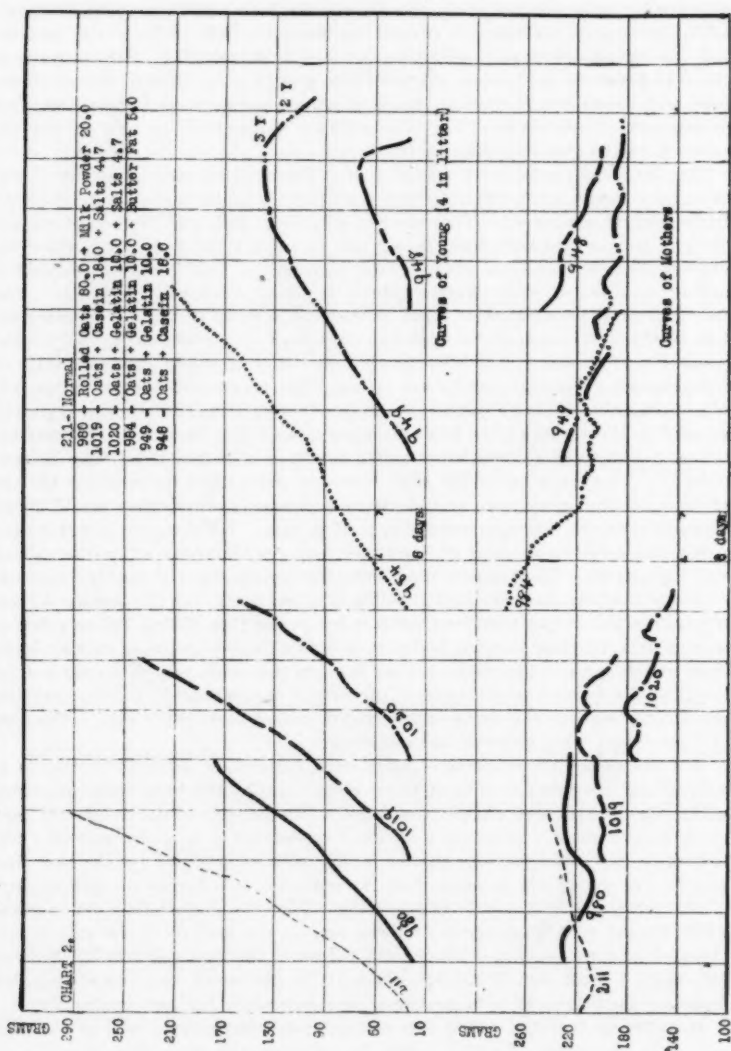 CHART 2.
GRAMS
290
260
210
170
130
90
60
10
211- Normal
980 - Rolled Oats 80.0 + Milk Powder 20.0
1019 - Oats + Casein 18.0 + Salts 4.7
1020 - Oats + Gelatin 10.0 + Salts 4.7
984 - Oats + Gelatin 10.0 + Butter Fat 5.0
949 - Oats + Gelatin 10.0
948 - Oats + Casein 18.0
211
980
1019
1020
984
949
948
3 Y
2 Y
8 days
Curves of Young (4 in litter)
GRAMS
260
220
180
140
100
211
980
1019
1020
984
949
948
8 days
Curves of Mothers